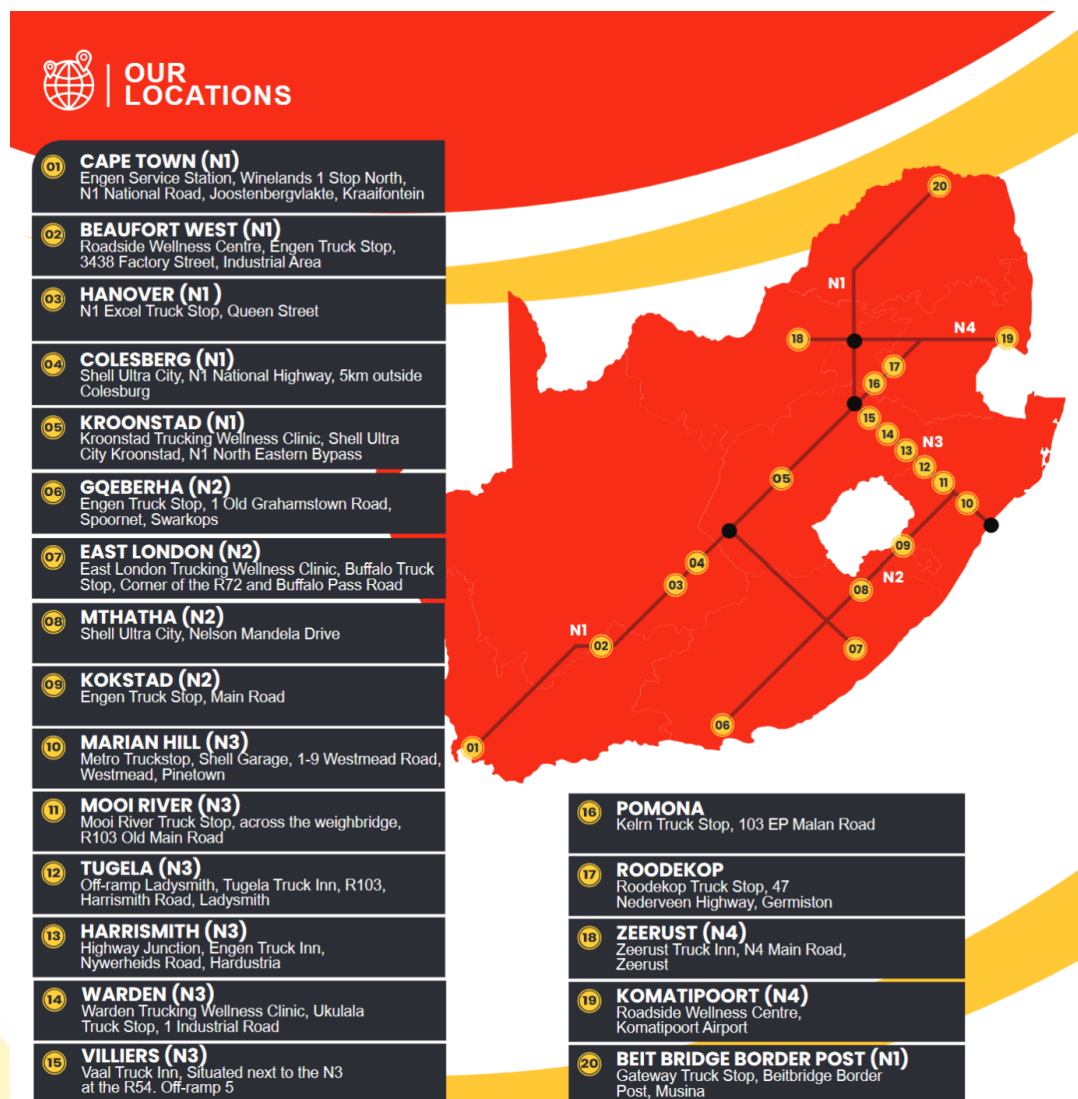 OUR
LOCATIONS
01
CAPE TOWN (N1)
Engen Service Station, Winelands 1 Stop North,
N1 National Road, Joostenbergvlakte, Kraaifontein
02
BEAUFORT WEST (N1)
Roadside Wellness Centre, Engen Truck Stop,
3438 Factory Street, Industrial Area
03
HANOVER (N1 )
N1 Excel Truck Stop, Queen Street
04
COLESBERG (N1)
Shell Ultra City, N1 National Highway, 5km outside
Colesburg
05
KROONSTAD (N1)
Kroonstad Trucking Wellness Clinic, Shell Ultra
City Kroonstad, N1 North Eastern Bypass
06
GQEBERHA (N2)
Engen Truck Stop, 1 Old Grahamstown Road,
Spoornet, Swarkops
07
EAST LONDON (N2)
East London Trucking Wellness Clinic, Buffalo Truck
Stop, Corner of the R72 and Buffalo Pass Road
08
MTHATHA (N2)
Shell Ultra City, Nelson Mandela Drive
09
KOKSTAD (N2)
Engen Truck Stop, Main Road
10
MARIAN HILL (N3)
Metro Truckstop, Shell Garage, 1-9 Westmead Road,
Westmead, Pinetown
11
MOOI RIVER (N3)
Mooi River Truck Stop, across the weighbridge,
R103 Old Main Road
12
TUGELA (N3)
Off-ramp Ladysmith, Tugela Truck Inn, R103,
Harrismith Road, Ladysmith
13
HARRISMITH (N3)
Highway Junction, Engen Truck Inn,
Nywerheids Road, Hardustria
14
WARDEN (N3)
Warden Trucking Wellness Clinic, Ukulala
Truck Stop, 1 Industrial Road
15
VILLIERS (N3)
Vaal Truck Inn, Situated next to the N3
at the R54. Off-ramp 5
20
N1
N4
18
19
17
16
15
14
13
N3
12
11
05
10
09
04
03
N2
08
N1
02
07
06
01
16
POMONA
Kelrn Truck Stop, 103 EP Malan Road
17
ROODEKOP
Roodekop Truck Stop, 47
Nederveen Highway, Germiston
18
ZEERUST (N4)
Zeerust Truck Inn, N4 Main Road,
Zeerust
19
KOMATIPOORT (N4)
Roadside Wellness Centre,
Komatipoort Airport
20
BEIT BRIDGE BORDER POST (N1)
Gateway Truck Stop, Beitbridge Border
Post, Musina